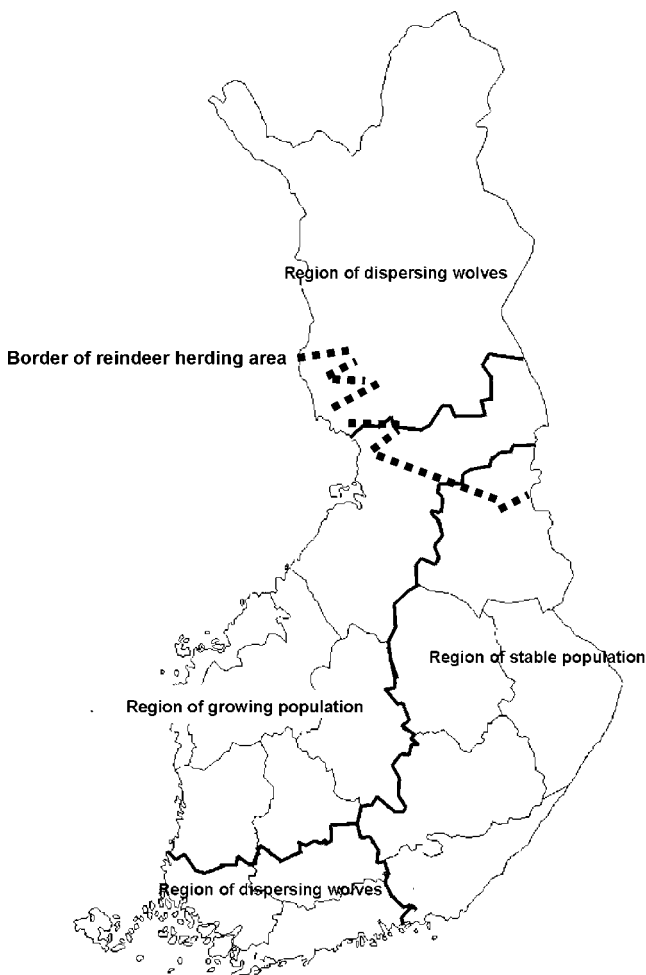 Region of dispersing wolves
Border of reindeer herding area
Region of stable population
Region of growing population
Region of dispersing wolves